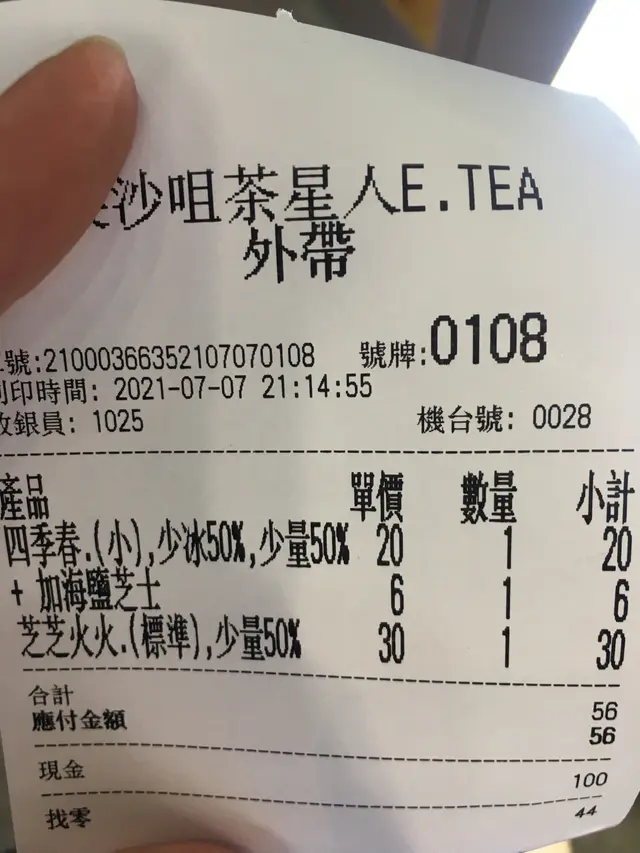 沙咀茶星人E.TEA
外帶
號:21000366352107070108 號牌:0108
印時間: 2021-07-07 21:14:55
收銀員: 1025 機台號: 0028
產品 單價 數量 小計
四季春.(小),少冰50%,少量50% 20 1 20
+ 加海鹽芝士 6 1 6
芝芝火火.(標準),少量50% 30 1 30
合計 56
應付金額 56
現金 100
找零 44